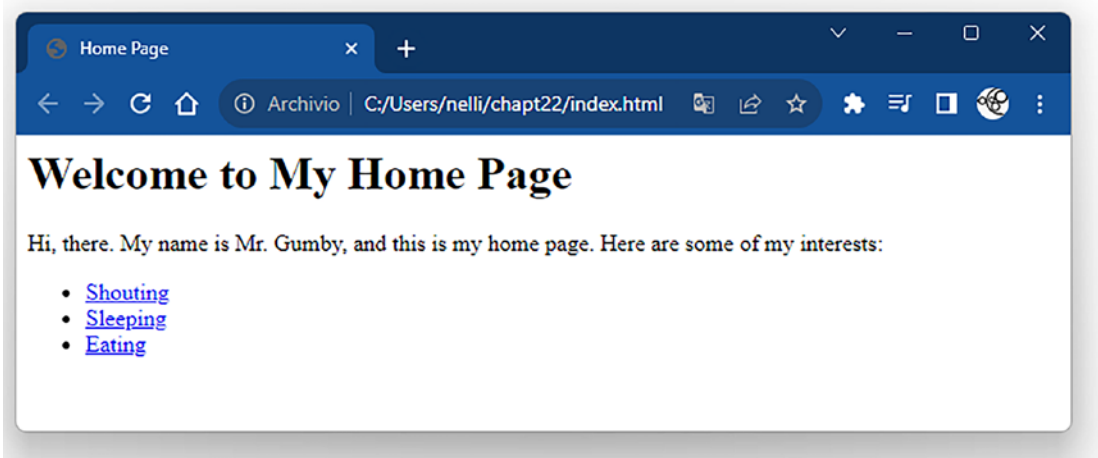 Home Page
Archivio C:/Users/nelli/chapt22/index.html
Welcome to My Home Page
Hi, there. My name is Mr. Gumby, and this is my home page. Here are some of my interests:
Shouting
Sleeping
Eating